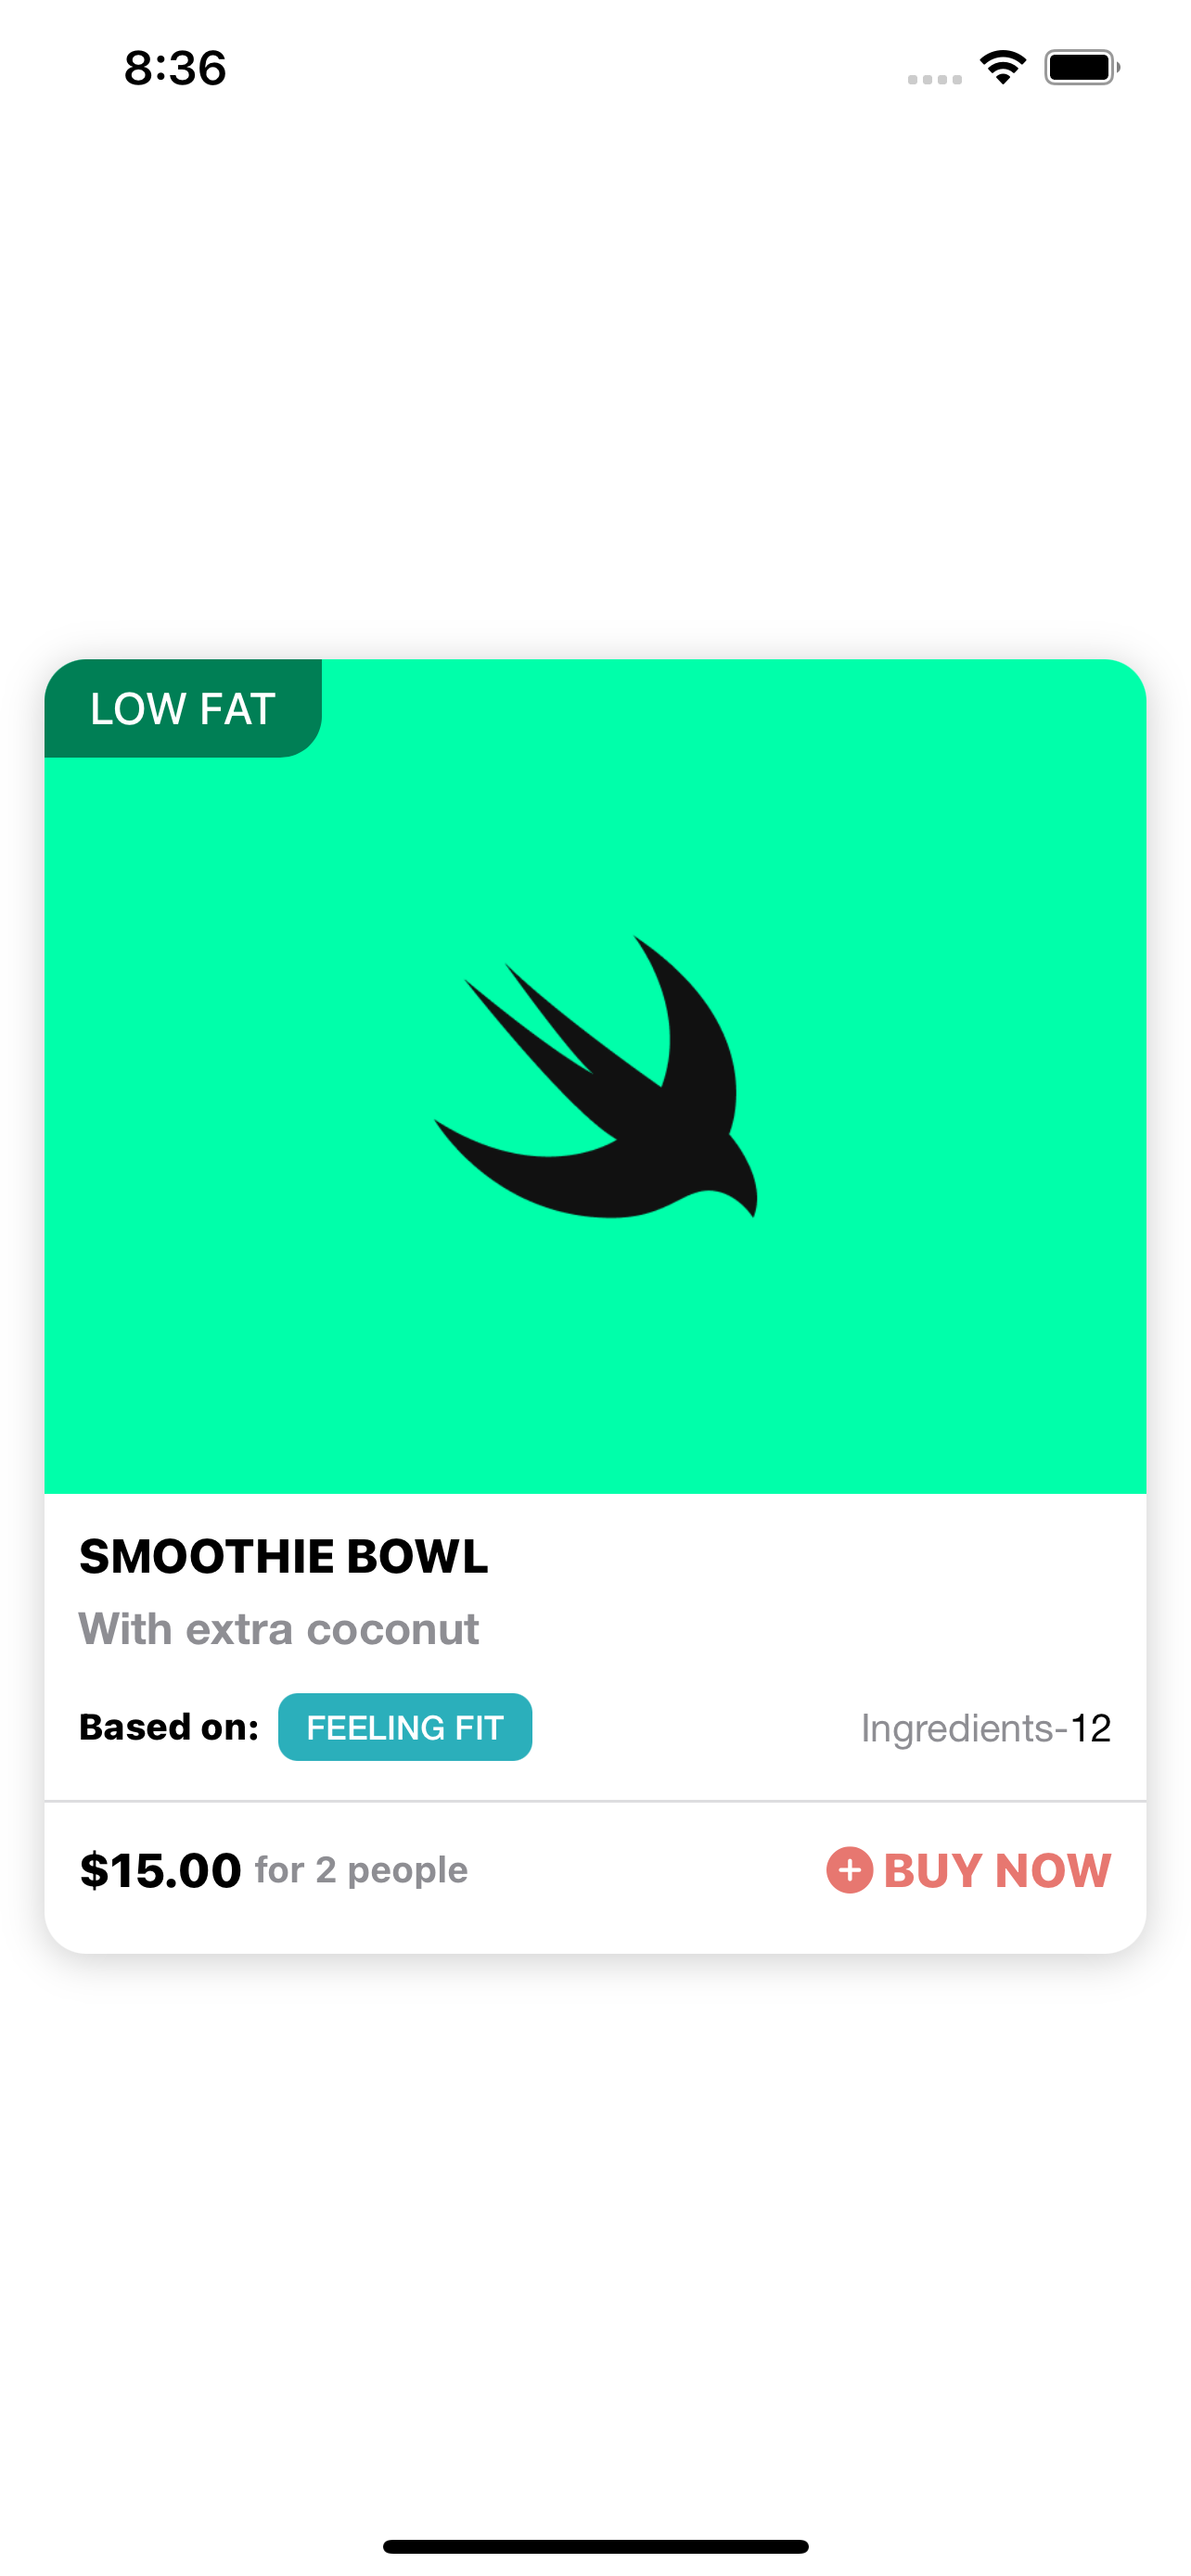 8:36
LOW FAT
SMOOTHIE BOWL
With extra coconut
Based on: FEELING FIT Ingredients-12
$15.00 for 2 people BUY NOW